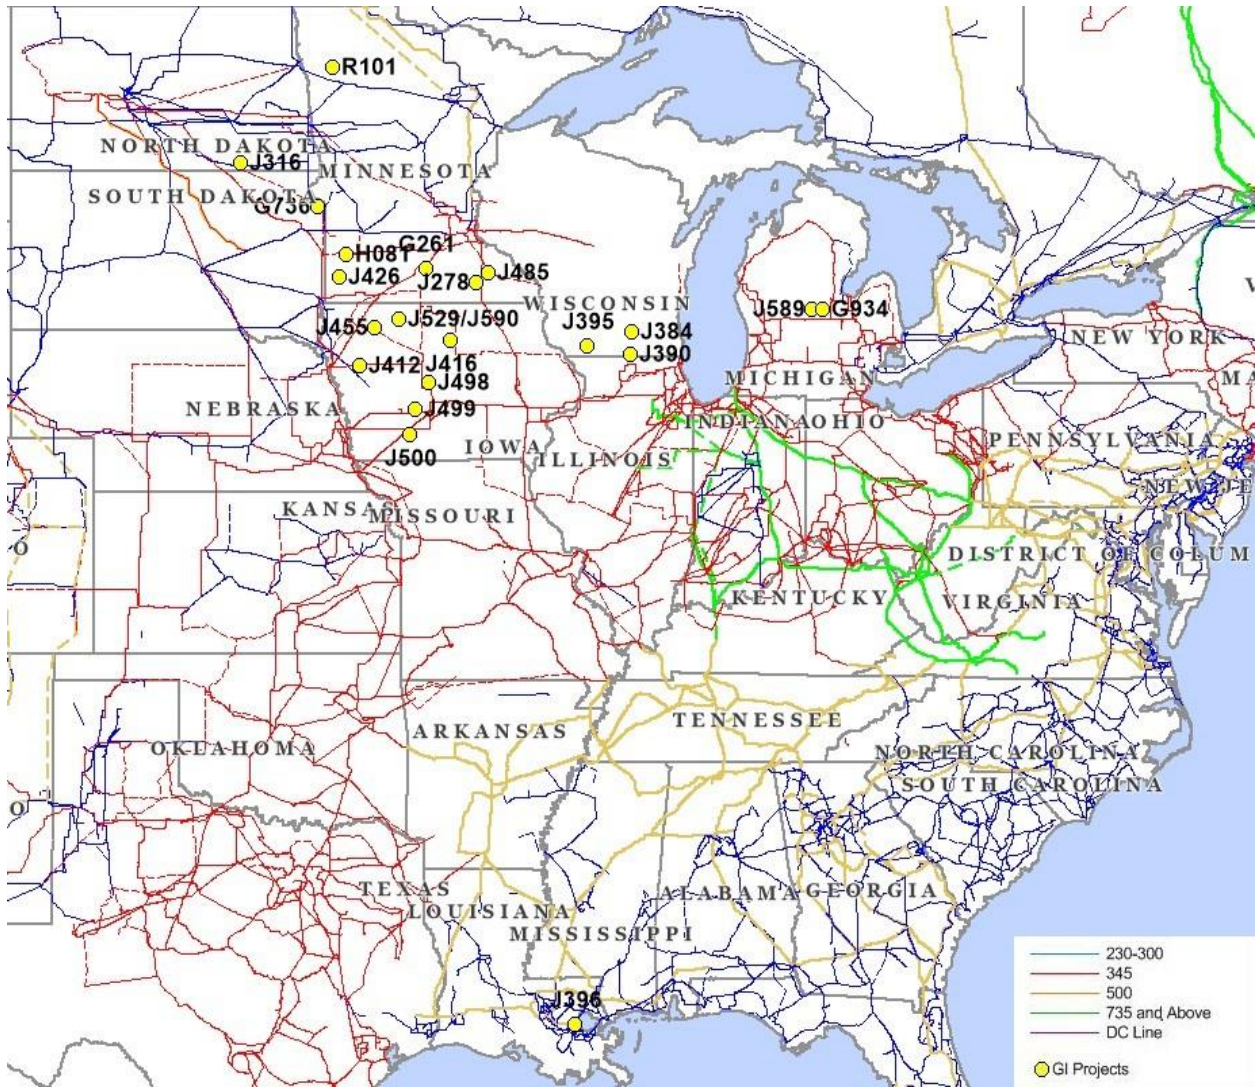 R101
NORTH DAKOTA
J316
MINNESOTA
SOUTH DAKOTA
G736
G261
H081
J426
J278
J485
WISCONSIN
J589
G934
J455
J529/J590
J395
J384
NEW YORK
J390
J412
J416
J498
MICHIGAN
MA
NEBRASKA
J499
INDIANA
OHIO
PENNSYLVANIA
J500
IOWA
ILLINOIS
NEW JE
KANSAS
MISSOURI
O
DISTRICT OF COLUM
KENTUCKY
VIRGINIA
TENNESSEE
ARKANSAS
OKLAHOMA
NORTH CAROLINA
SOUTH CAROLINA
O
TEXAS
ALABAMA
GEORGIA
LOUISIANA
MISSISSIPPI
J396
230-300
345
500
735 and Above
DC Line
GI Projects